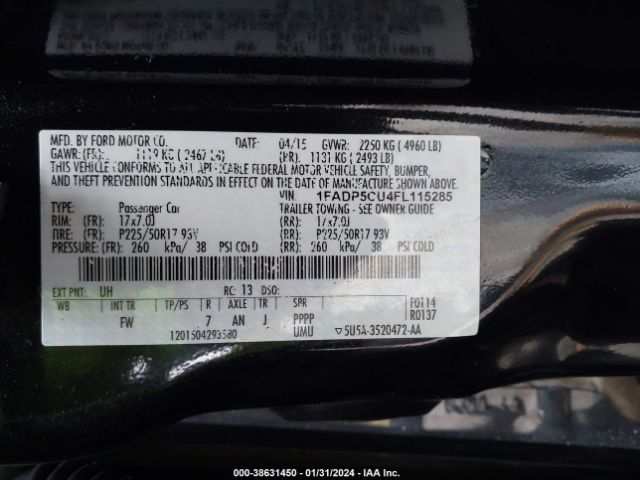 MFD. BY FORD MOTOR CO. DATE: 04/15 GVWR: 2250 KG ( 4960 LB)
GAWR: (FR): 1119 KG ( 2467 LB) (RR): 1131 KG ( 2493 LB)
THIS VEHICLE CONFORMS TO ALL APPLICABLE FEDERAL MOTOR VEHICLE SAFETY, BUMPER,
AND THEFT PREVENTION STANDARDS IN EFFECT ON THE DATE OF MANUFACTURE SHOWN ABOVE.
VIN: 1FADP5CU4FL115285
TYPE: Passenger Car TRAILER TOWING - SEE OWNER GUIDE
RIM: (FR): 17x7.0J (RR): 17x7.0J
TIRE: (FR): P225/50R17 93V (RR): P225/50R17 93V
PRESSURE: (FR): 260 kPa/ 38 PSI COLD (RR): 260 kPa/ 38 PSI COLD
EXT PNT: UH RC: 13 DSO:
WB INT TR TP/PS R AXLE TR SPR F0114
R0137
FW 7 AN J PPPP
1201504293580 UMU ▽5U5A-3520472-AA
000-38631450 - 01/31/2024 - IAA Inc.